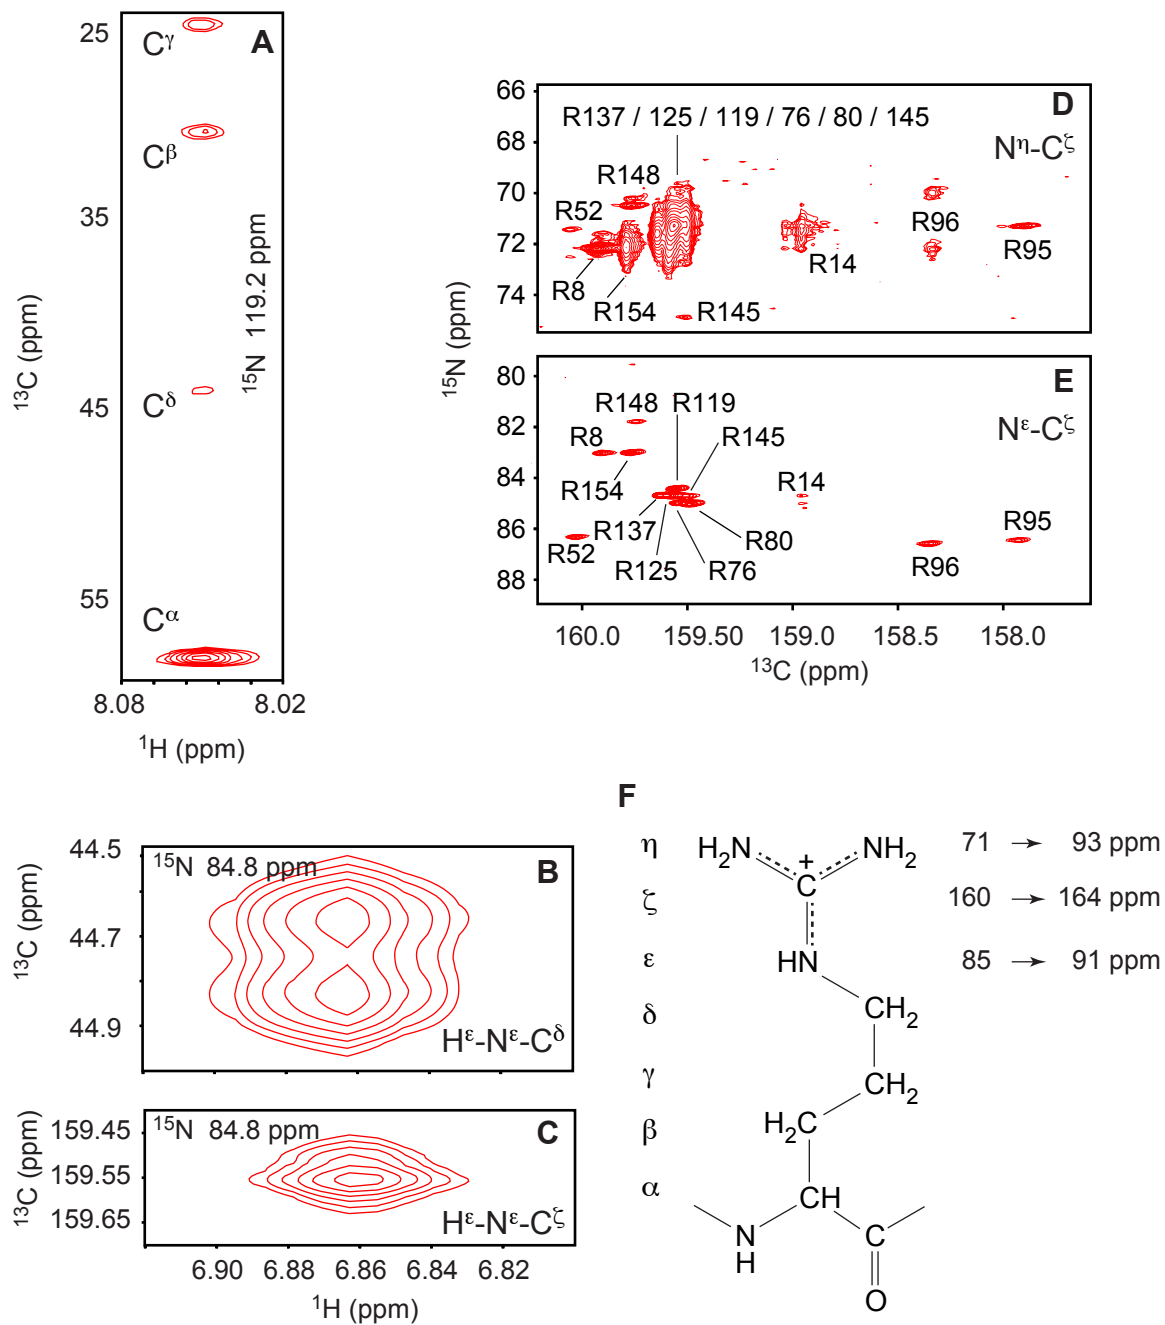 A
25
Cγ
Cβ
35
15N 119.2 ppm
13C (ppm)
Cδ
45
55
Cα
8.08
8.02
1H (ppm)
D
66
R137 / 125 / 119 / 76 / 80 / 145
68
Nη-Cζ
R148
70
R52
R96
72
R95
R14
R8
R154
74
R145
15N (ppm)
E
80
R148
R119
Nε-Cζ
82
R8
R145
84
R154
R14
R137
R95
86
R52
R80
R96
R125
R76
88
160.0
159.50
159.0
158.5
158.0
13C (ppm)
B
44.5
15N 84.8 ppm
44.7
13C (ppm)
44.9
Hε-Nε-Cδ
C
159.45
15N 84.8 ppm
159.55
13C (ppm)
159.65
Hε-Nε-Cζ
6.90
6.88
6.86
6.84
6.82
1H (ppm)
F
η
H2N
+
NH2
71 → 93 ppm
ζ
C
160 → 164 ppm
ε
HN
85 → 91 ppm
δ
CH2
γ
CH2
β
H2C
α
CH
N
H
C
O